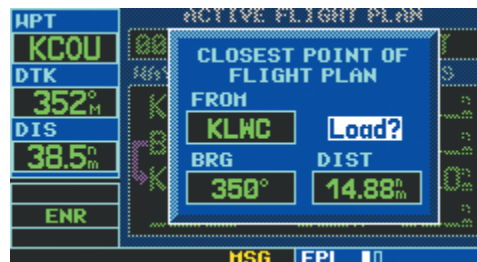 WPT
KCOU
DTK
352°M
DIS
38.5nm
ENR
ACTIVE FLIGHT PLAN
CLOSEST POINT OF
FLIGHT PLAN
FROM
KLWC Load?
BRG DIST
350° 14.88nm
MSG FPL